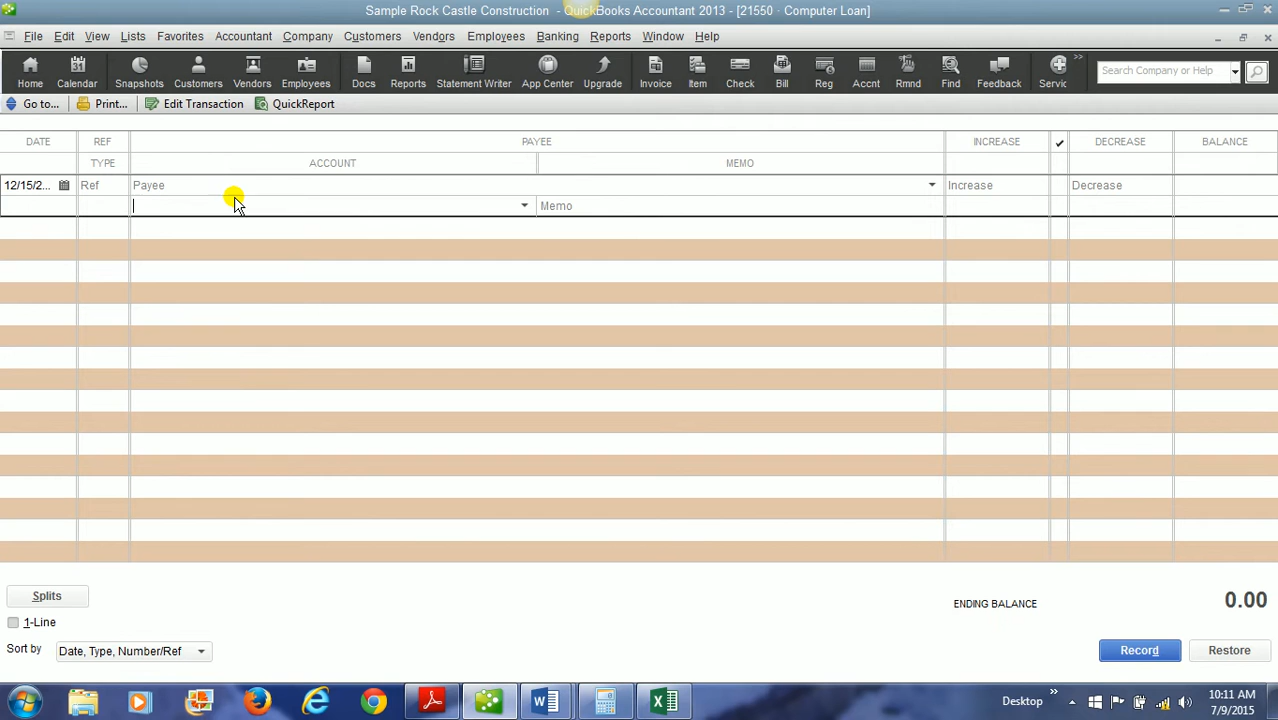 Sample Rock Castle Construction - QuickBooks Accountant 2013 - [21550 · Computer Loan]
File Edit View Lists Favorites Accountant Company Customers Vendors Employees Banking Reports Window Help
Home Calendar Snapshots Customers Vendors Employees Docs Reports Statement Writer App Center Upgrade Invoice Item Check Bill Reg Accnt Rmnd Find Feedback Servic Search Company or Help
31
Go to... Print... Edit Transaction QuickReport
DATE REF PAYEE INCREASE ✓ DECREASE BALANCE
TYPE ACCOUNT MEMO
12/15/2... Ref Payee Increase Decrease
Memo
Splits
ENDING BALANCE 0.00
1-Line
Sort by Date, Type, Number/Ref Record Restore
Desktop 10:11 AM
7/9/2015